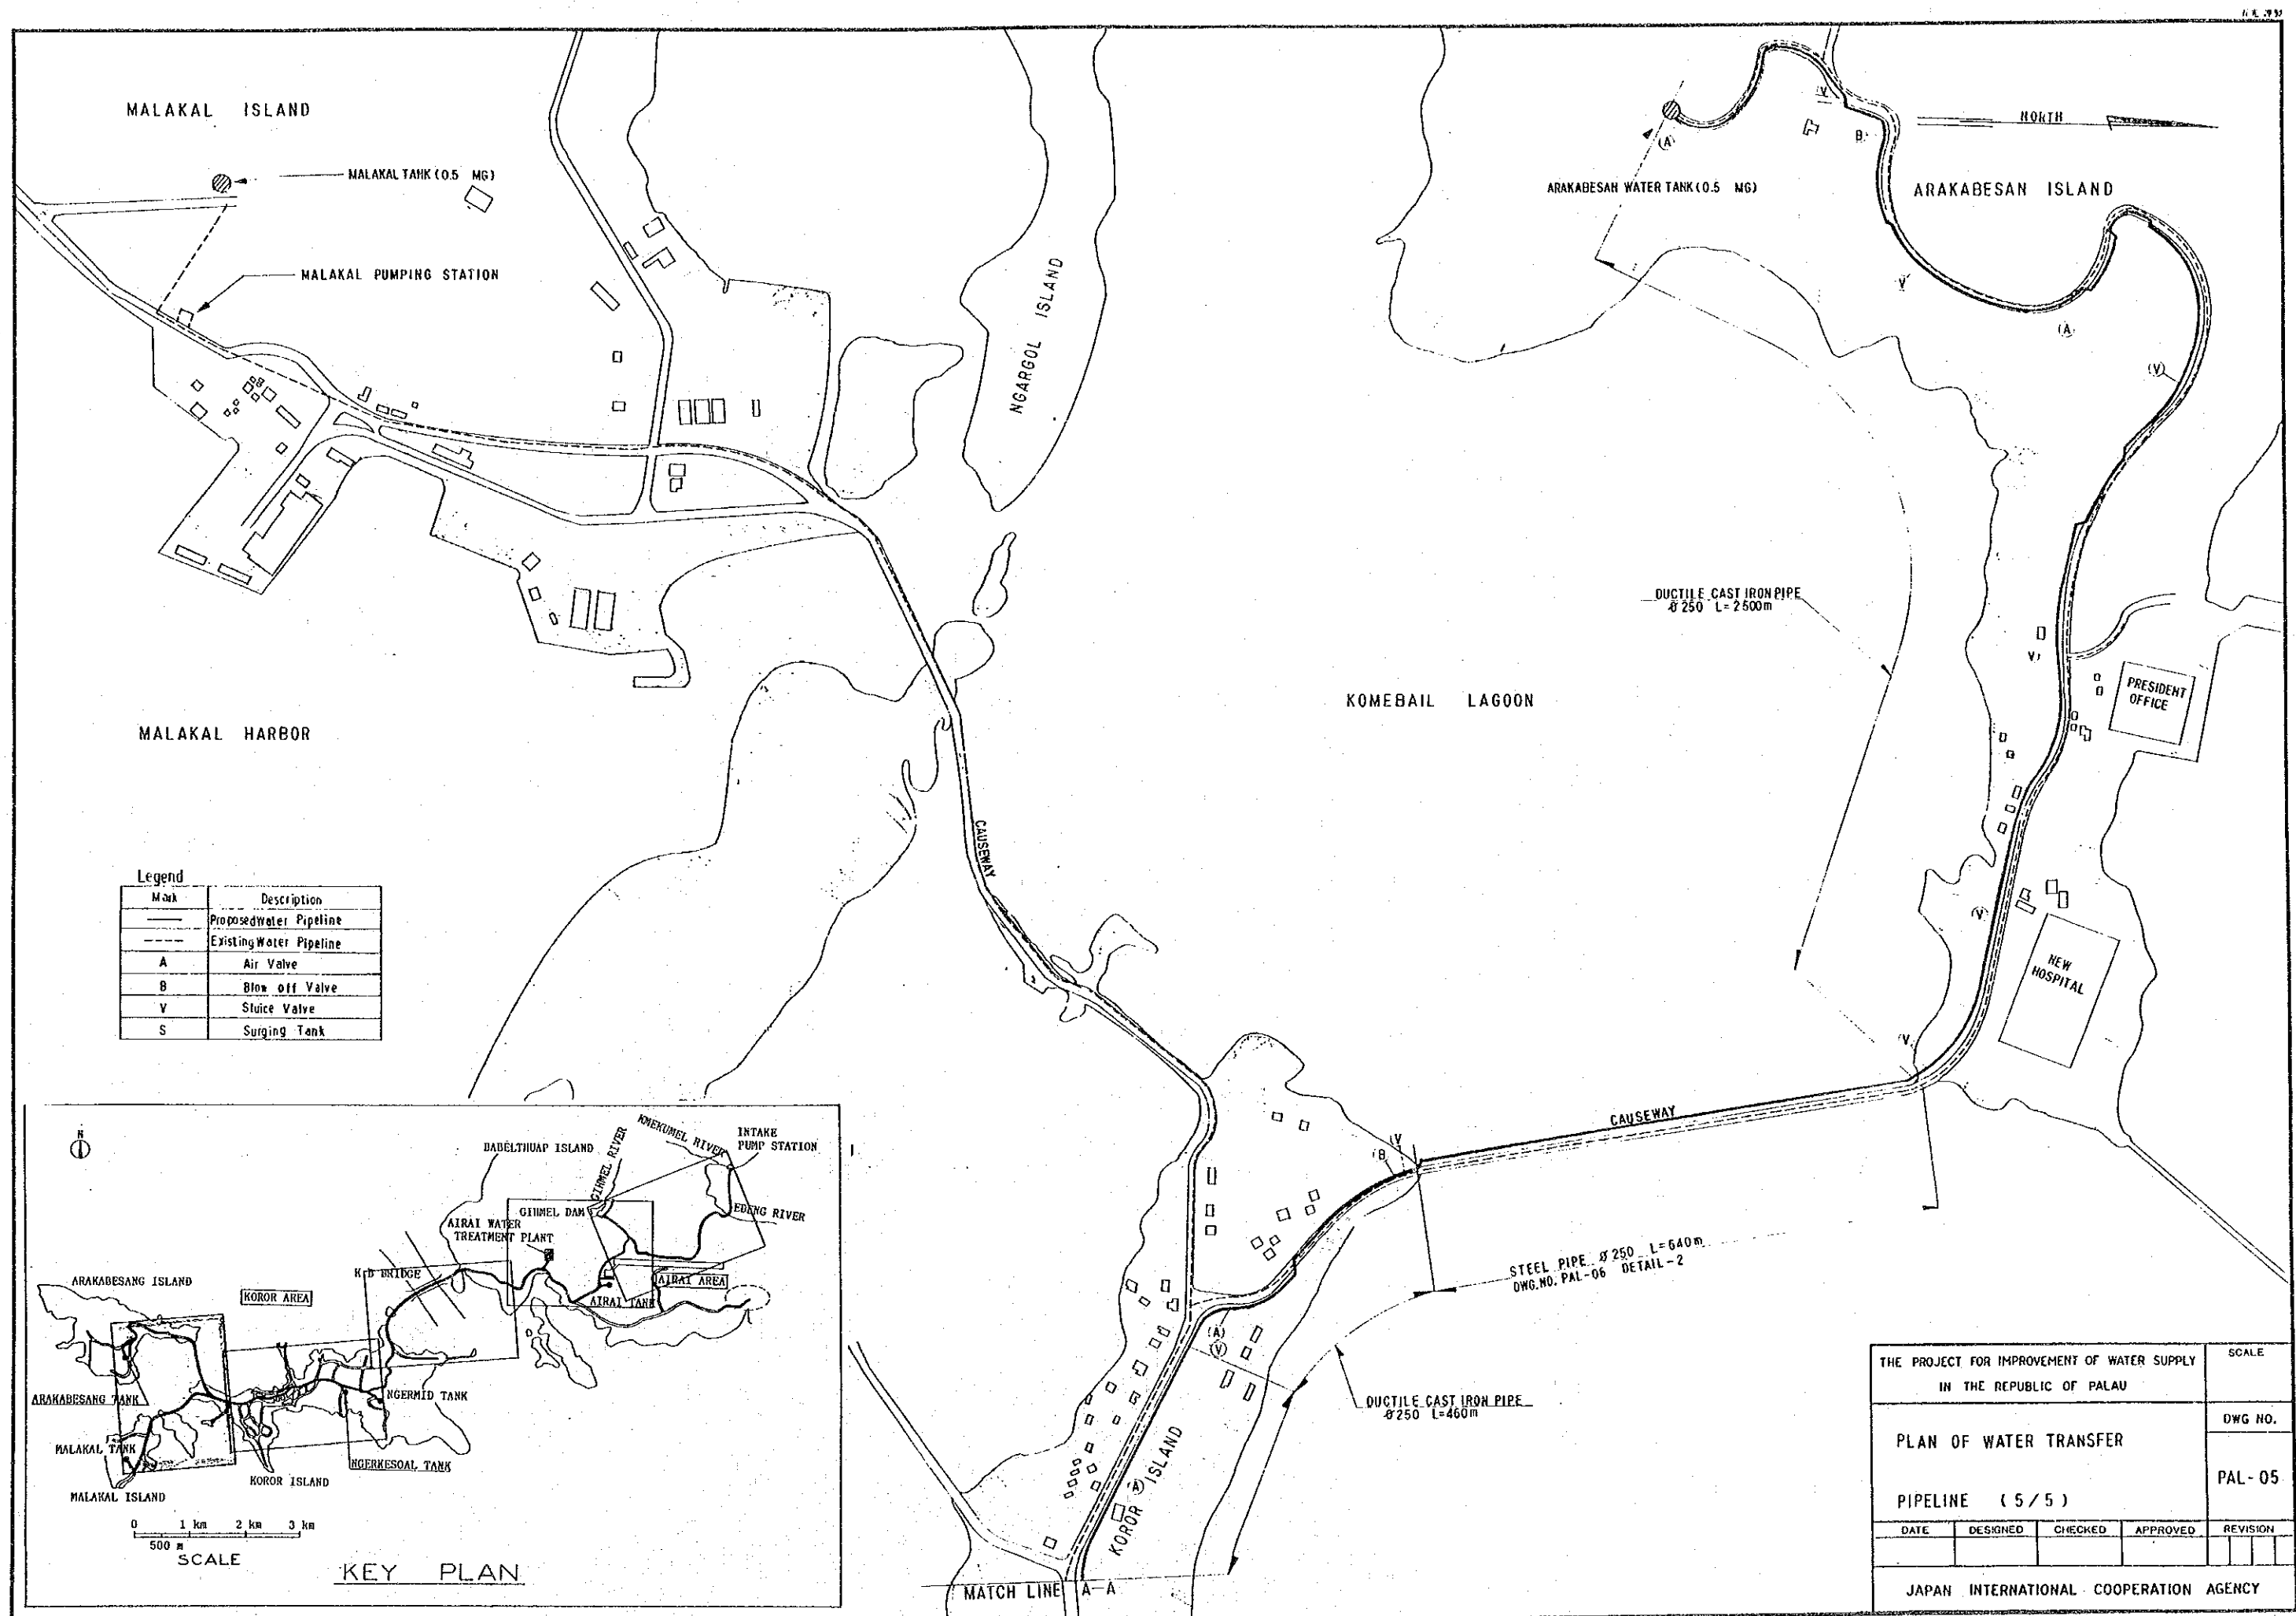 MALAKAL ISLAND
MALAKAL TANK (0.5 MG)
MALAKAL PUMPING STATION
NGARGOL ISLAND
ARAKABESAN WATER TANK (0.5 MG)
(A)
V
B
NORTH
ARAKABESAN ISLAND
V
(A)
(V)
DUCTILE CAST IRON PIPE
Ø250 L=2500m
V)
PRESIDENT
OFFICE
KOMEBAIL LAGOON
MALAKAL HARBOR
CAUSEWAY
(V)
NEW
HOSPITAL
(V
CAUSEWAY
(V
(B
STEEL PIPE Ø250 L=640m
DWG.NO. PAL-06 DETAIL-2
(A)
(V)
DUCTILE CAST IRON PIPE
Ø250 L=460m
(A)
KOROR ISLAND
MATCH LINE A-A
Legend
Mark Description
Proposed Water Pipeline
Existing Water Pipeline
A Air Valve
B Blow off Valve
V Sluice Valve
S Surging Tank
N
BABELTHUAP ISLAND
GIHMEL RIVER
KMEKUMEL RIVER
INTAKE
PUMP STATION
GIHMEL DAM
EDENG RIVER
AIRAI WATER
TREATMENT PLANT
K-B BRIDGE
AIRAI AREA
AIRAI TANK
ARAKABESANG ISLAND
KOROR AREA
ARAKABESANG TANK
NGERMID TANK
MALAKAL TANK
NGERKESOAL TANK
KOROR ISLAND
MALAKAL ISLAND
0 1 km 2 km 3 km
500 m
SCALE
KEY PLAN
THE PROJECT FOR IMPROVEMENT OF WATER SUPPLY
IN THE REPUBLIC OF PALAU
SCALE
PLAN OF WATER TRANSFER
PIPELINE (5/5)
DWG NO.
PAL-05
DATE DESIGNED CHECKED APPROVED REVISION
JAPAN INTERNATIONAL COOPERATION AGENCY